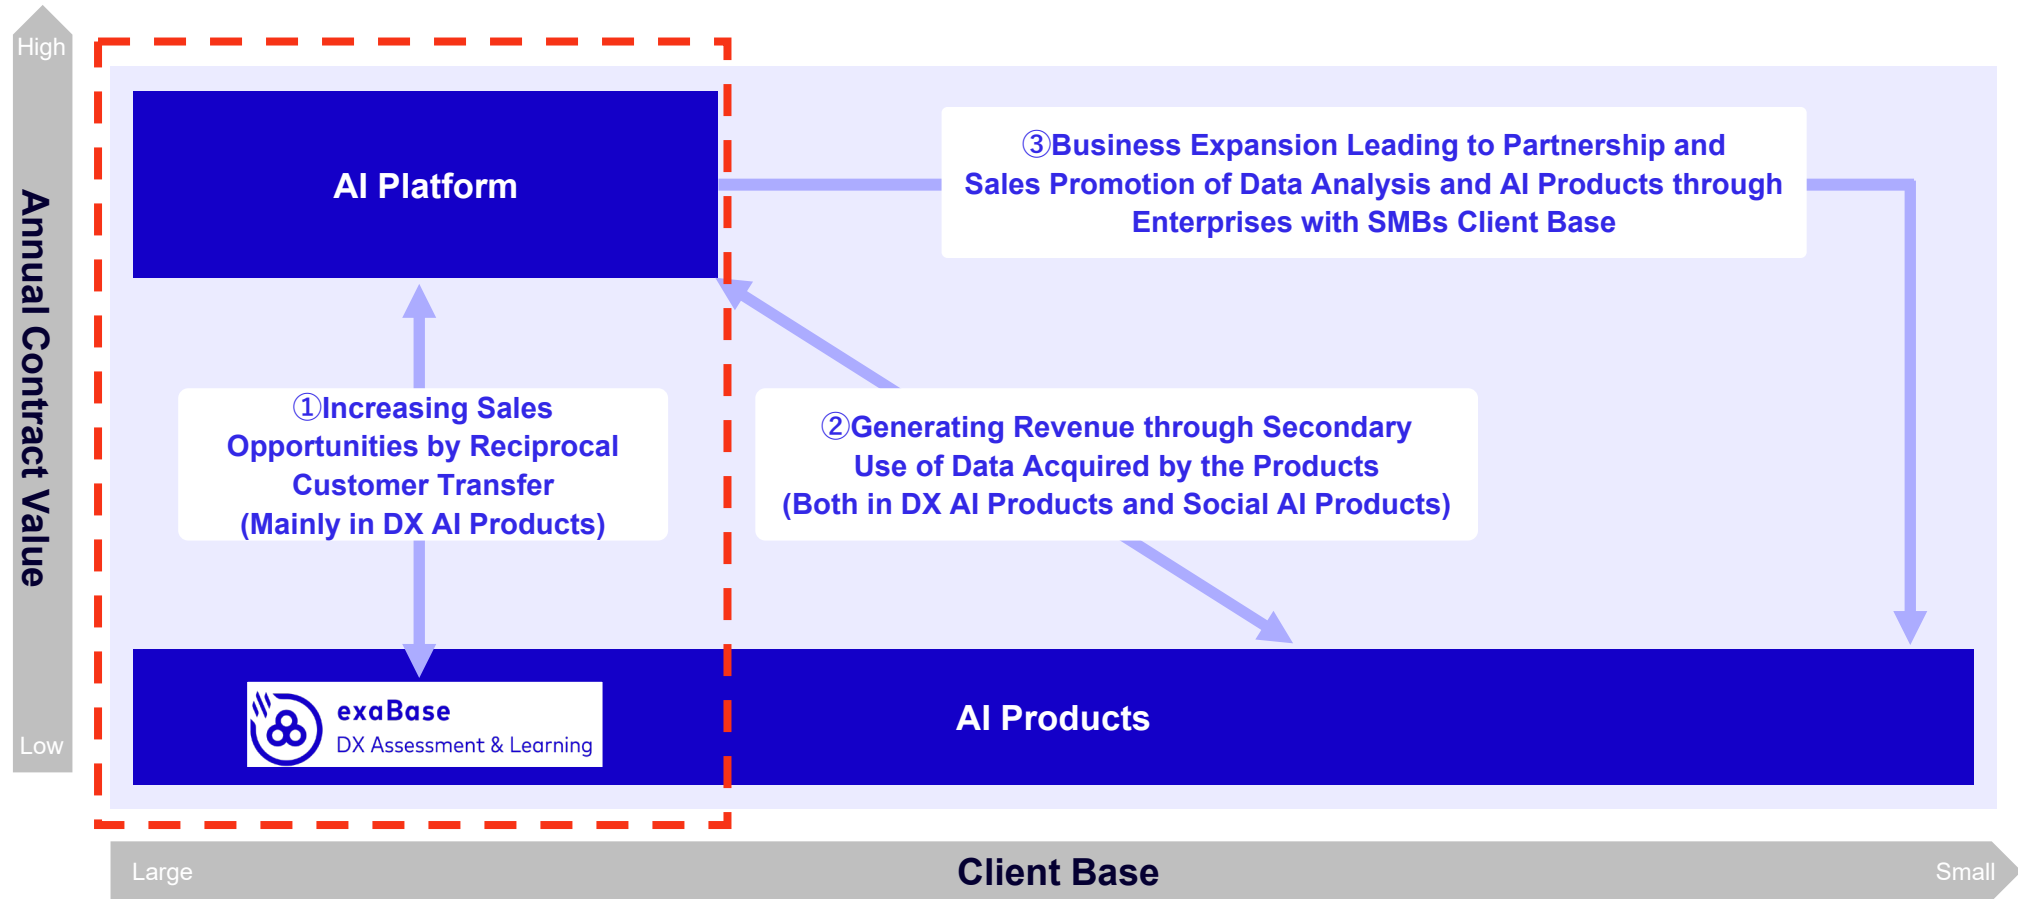 High
Annual Contract Value
Low
AI Platform
③Business Expansion Leading to Partnership and
Sales Promotion of Data Analysis and AI Products through
Enterprises with SMBs Client Base
①Increasing Sales
Opportunities by Reciprocal
Customer Transfer
(Mainly in DX AI Products)
②Generating Revenue through Secondary
Use of Data Acquired by the Products
(Both in DX AI Products and Social AI Products)
exaBase
DX Assessment & Learning
AI Products
Large
Client Base
Small